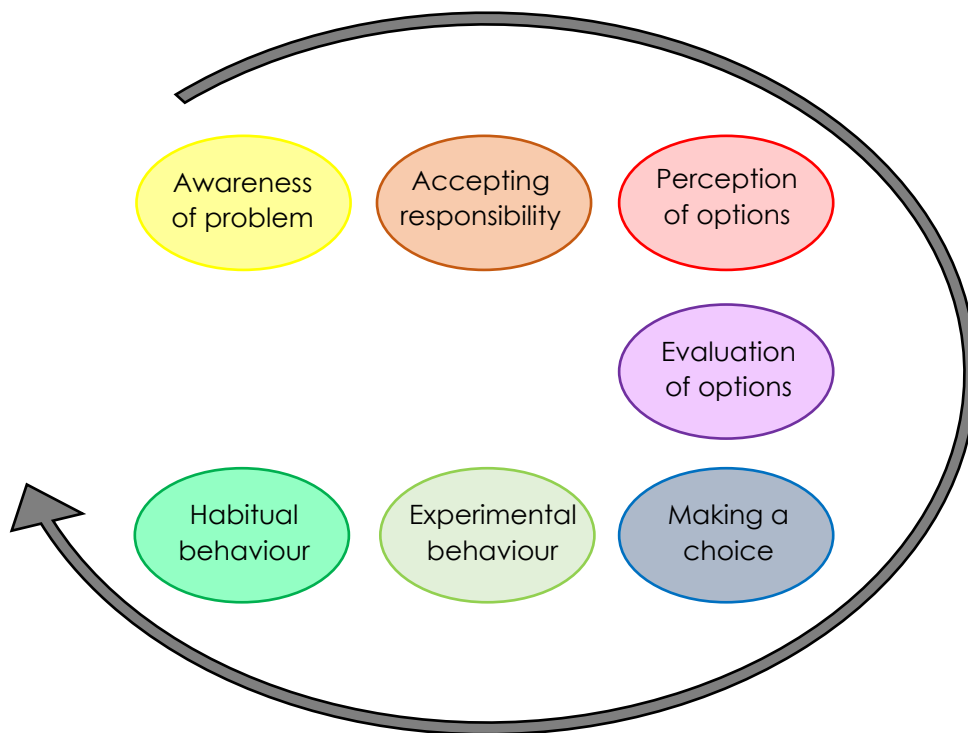 Awareness
of problem
Accepting
responsibility
Perception
of options
Evaluation
of options
Making a
choice
Experimental
behaviour
Habitual
behaviour